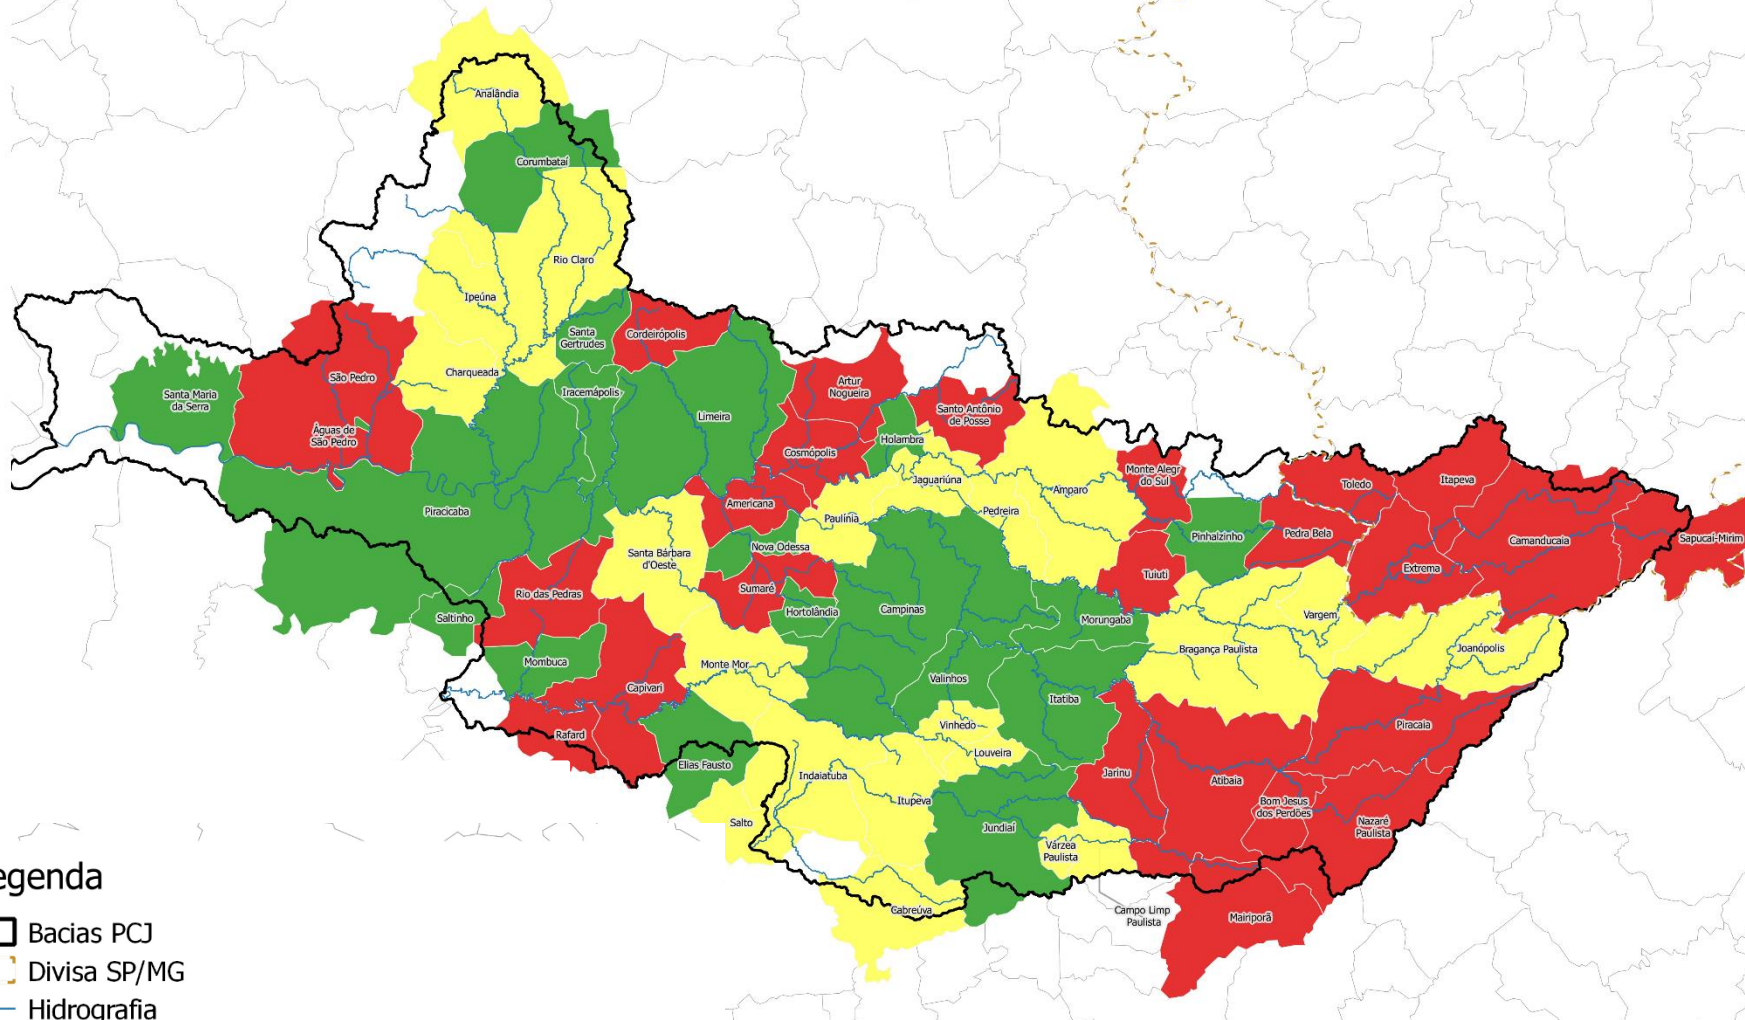 Analândia
Corumbataí
Rio Claro
Ipeúna
Santa
Gertrudes
Cordeirópolis
Charqueada
São Pedro
Santa Maria
da Serra
Iracemápolis
Limeira
Artur
Nogueira
Santo Antônio
de Posse
Águas de
São Pedro
Holambra
Cosmópolis
Monte Alegr
do Sul
Jaguariúna
Amparo
Toledo
Itapeva
Piracicaba
Americana
Paulínia
Pedreira
Pinhalzinho
Pedra Bela
Camanducaia
Sapucaí-Mirim
Nova Odessa
Santa Bárbara
d'Oeste
Extrema
Tuiuti
Sumaré
Rio das Pedras
Hortolândia
Campinas
Saltinho
Morungaba
Vargem
Bragança Paulista
Joanópolis
Mombuca
Monte Mor
Valinhos
Capivari
Itatiba
Vinhedo
Piracaia
Rafard
Louveira
Elias Fausto
Indaiatuba
Jarinu
Atibaia
Itupeva
Bom Jesus
dos Perdões
Salto
Jundiaí
Nazaré
Paulista
Várzea
Paulista
Cabreúva
Campo Limp
Paulista
Mairiporã
egenda
Bacias PCJ
Divisa SP/MG
Hidrografia